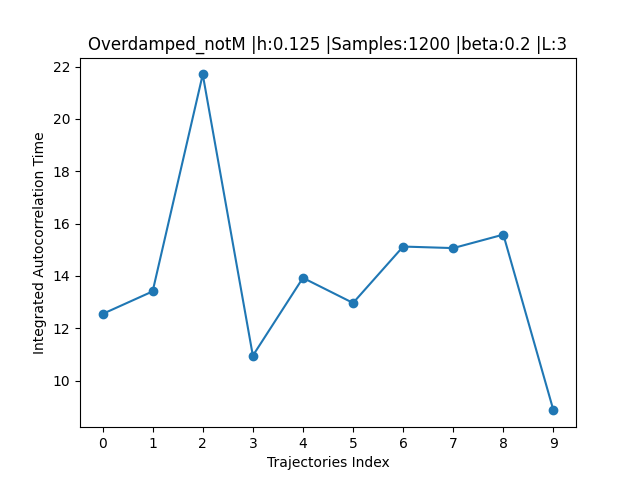 Overdamped_notM |h:0.125 |Samples:1200 |beta:0.2 |L:3
Integrated Autocorrelation Time
22
20
18
16
14
12
10
0 1 2 3 4 5 6 7 8 9
Trajectories Index